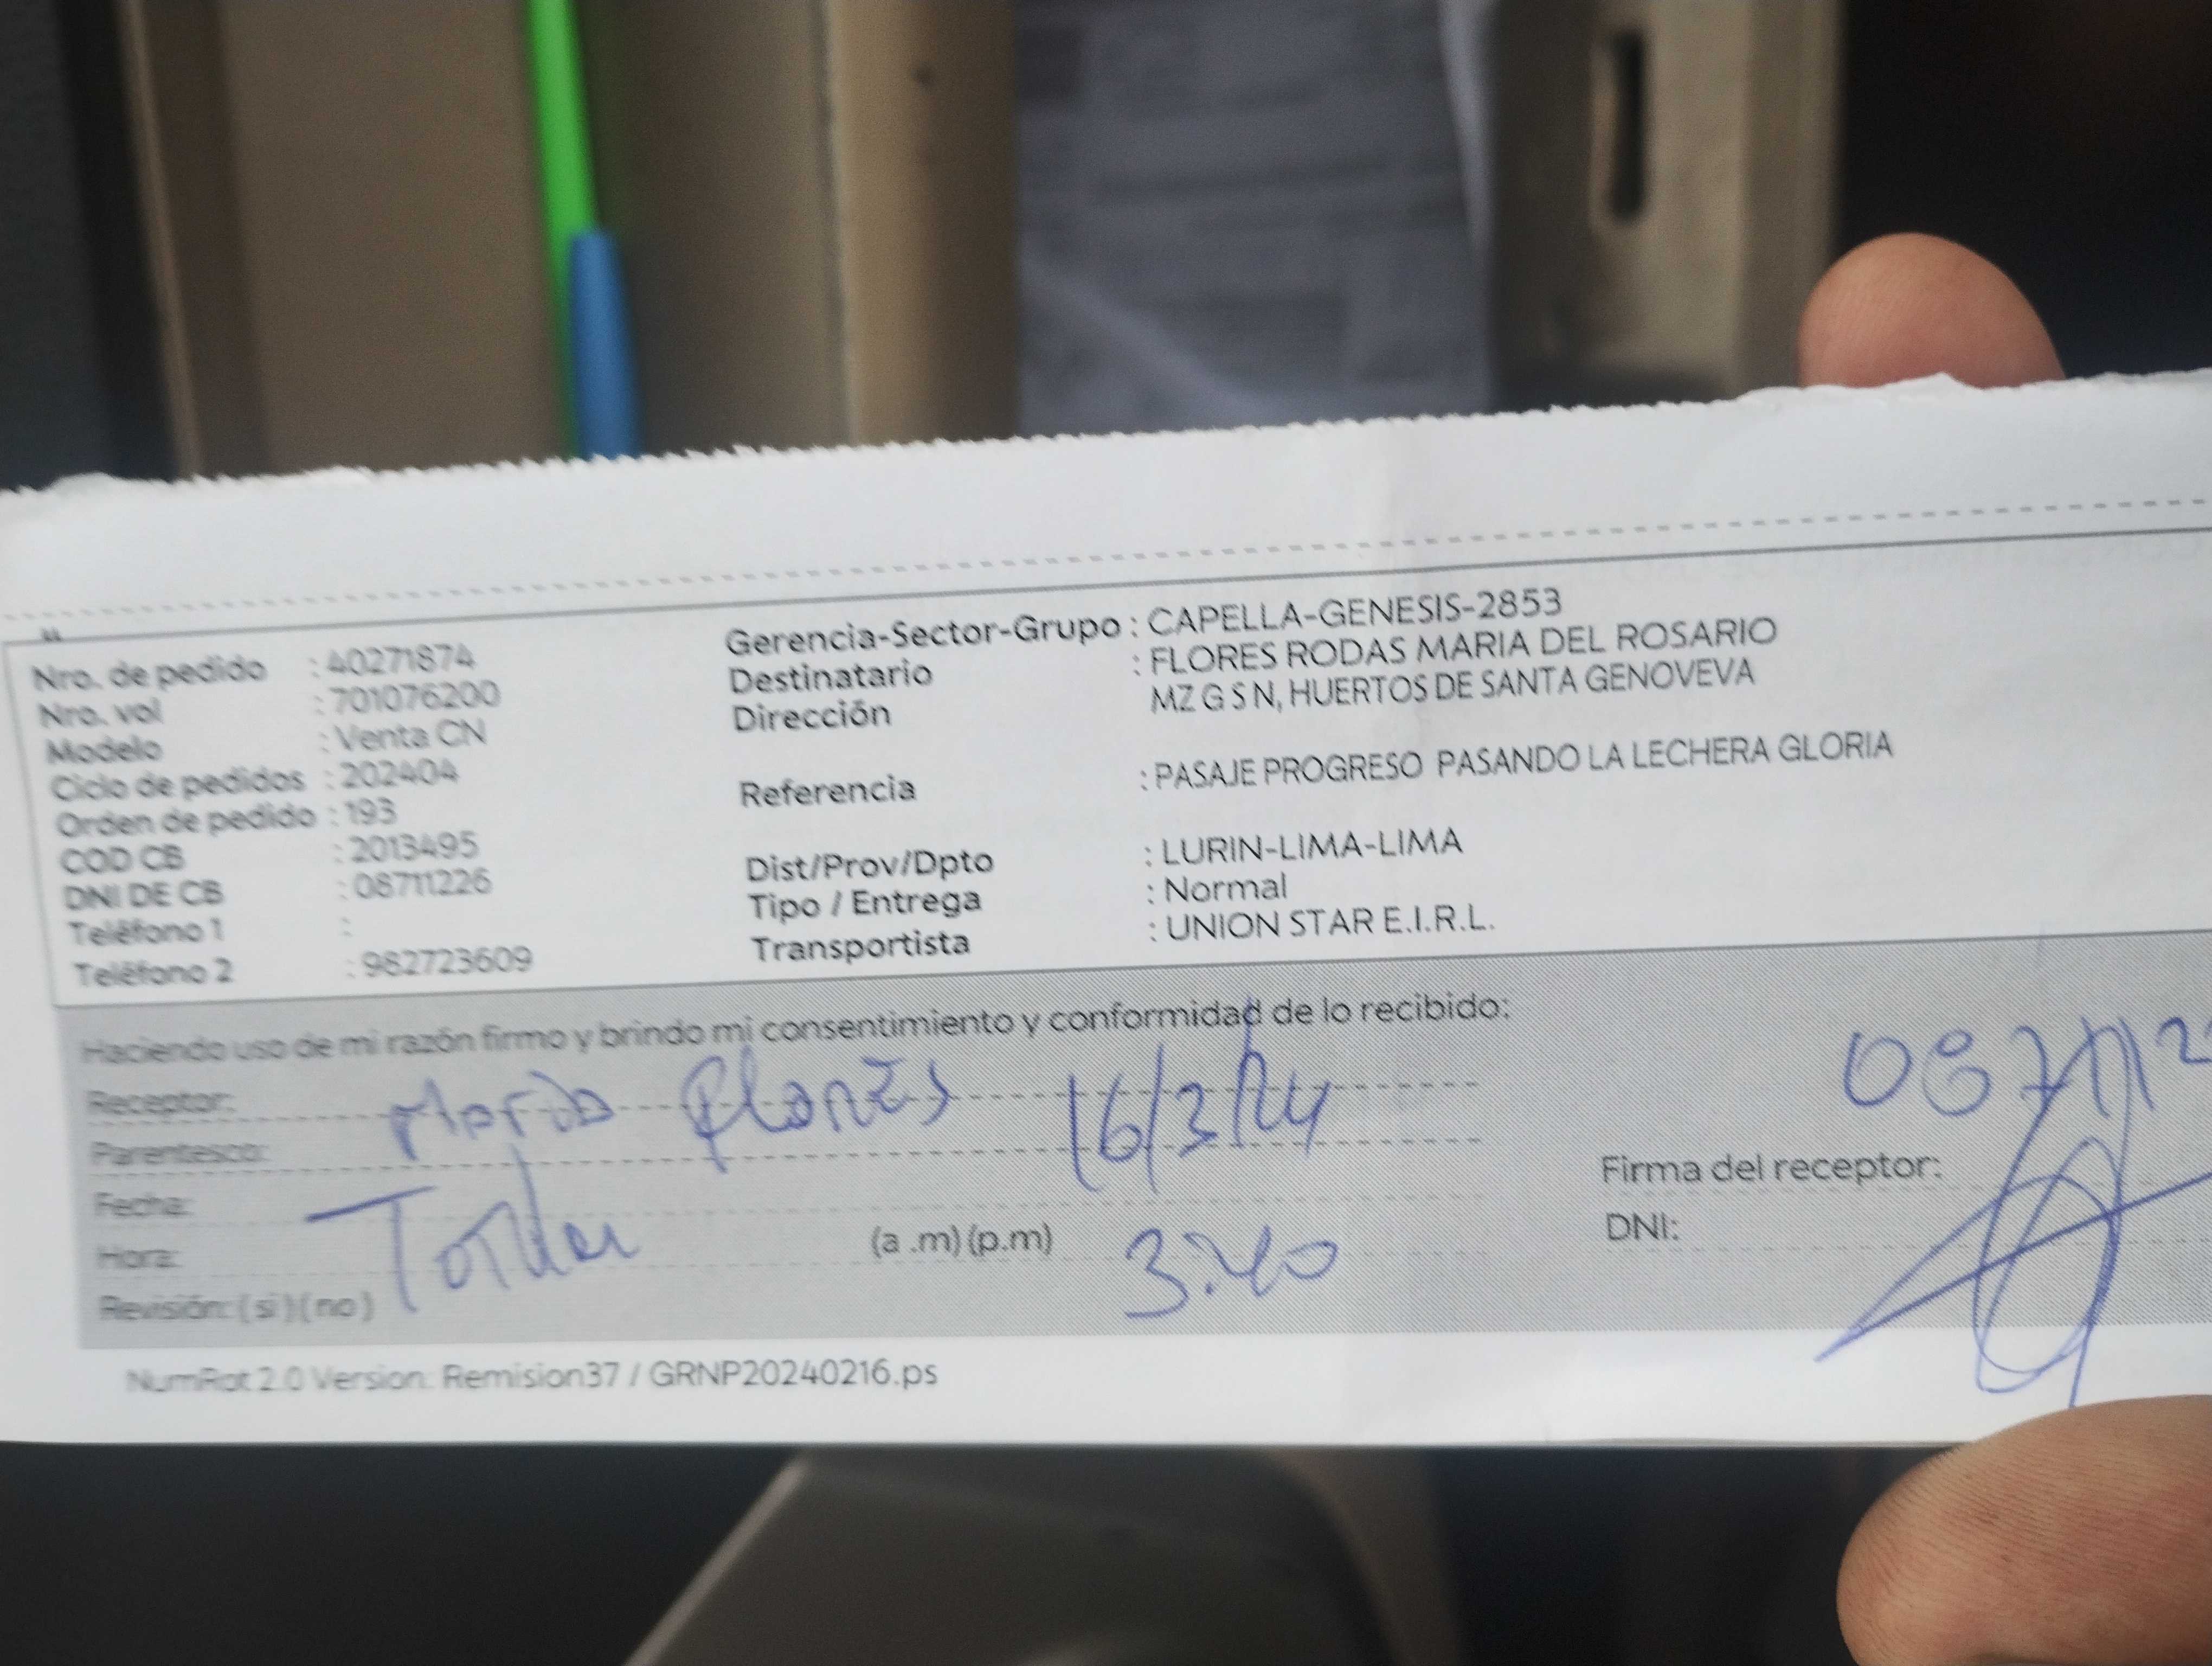 Nro. de pedido : 40271874
Nro. vol : 701076200
Modelo : Venta CN
Ciclo de pedidos : 202404
Orden de pedido : 193
COD CB : 2013495
DNI DE CB : 08711226
Teléfono 1 :
Teléfono 2 : 982723609
Gerencia-Sector-Grupo : CAPELLA-GENESIS-2853
Destinatario : FLORES RODAS MARIA DEL ROSARIO
Dirección MZ G S N, HUERTOS DE SANTA GENOVEVA
Referencia : PASAJE PROGRESO PASANDO LA LECHERA GLORIA
Dist/Prov/Dpto : LURIN-LIMA-LIMA
Tipo / Entrega : Normal
Transportista : UNION STAR E.I.R.L.
Haciendo uso de mi razón firmo y brindo mi consentimiento y conformidad de lo recibido:
Receptor: Maria Flores 16/3/24
Parentesco:
Fecha: Titular
Hora: (a .m) (p.m) 3:40
Revisión: ( si ) ( no )
087112
Firma del receptor:
DNI:
NumRot 2.0 Version: Remision37 / GRNP20240216.ps